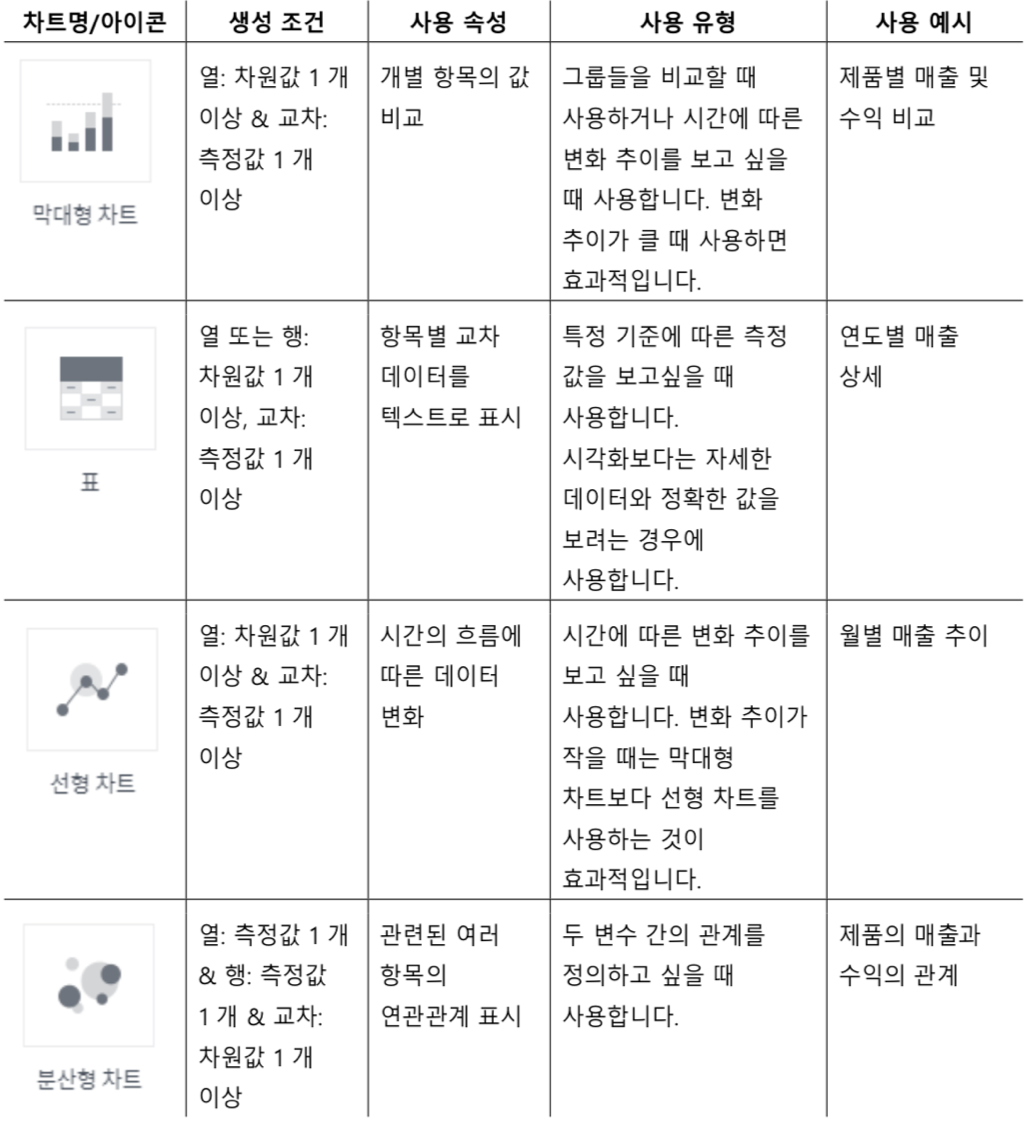 차트명/아이콘 생성 조건 사용 속성 사용 유형 사용 예시
막대형 차트
열: 차원값 1 개
이상 & 교차:
측정값 1 개
이상
개별 항목의 값
비교
그룹들을 비교할 때
사용하거나 시간에 따른
변화 추이를 보고 싶을
때 사용합니다. 변화
추이가 클 때 사용하면
효과적입니다.
제품별 매출 및
수익 비교
표
열 또는 행:
차원값 1 개
이상, 교차:
측정값 1 개
이상
항목별 교차
데이터를
텍스트로 표시
특정 기준에 따른 측정
값을 보고싶을 때
사용합니다.
시각화보다는 자세한
데이터와 정확한 값을
보려는 경우에
사용합니다.
연도별 매출
상세
선형 차트
열: 차원값 1 개
이상 & 교차:
측정값 1 개
이상
시간의 흐름에
따른 데이터
변화
시간에 따른 변화 추이를
보고 싶을 때
사용합니다. 변화 추이가
작을 때는 막대형
차트보다 선형 차트를
사용하는 것이
효과적입니다.
월별 매출 추이
분산형 차트
열: 측정값 1 개
& 행: 측정값
1 개 & 교차:
차원값 1 개
이상
관련된 여러
항목의
연관관계 표시
두 변수 간의 관계를
정의하고 싶을 때
사용합니다.
제품의 매출과
수익의 관계